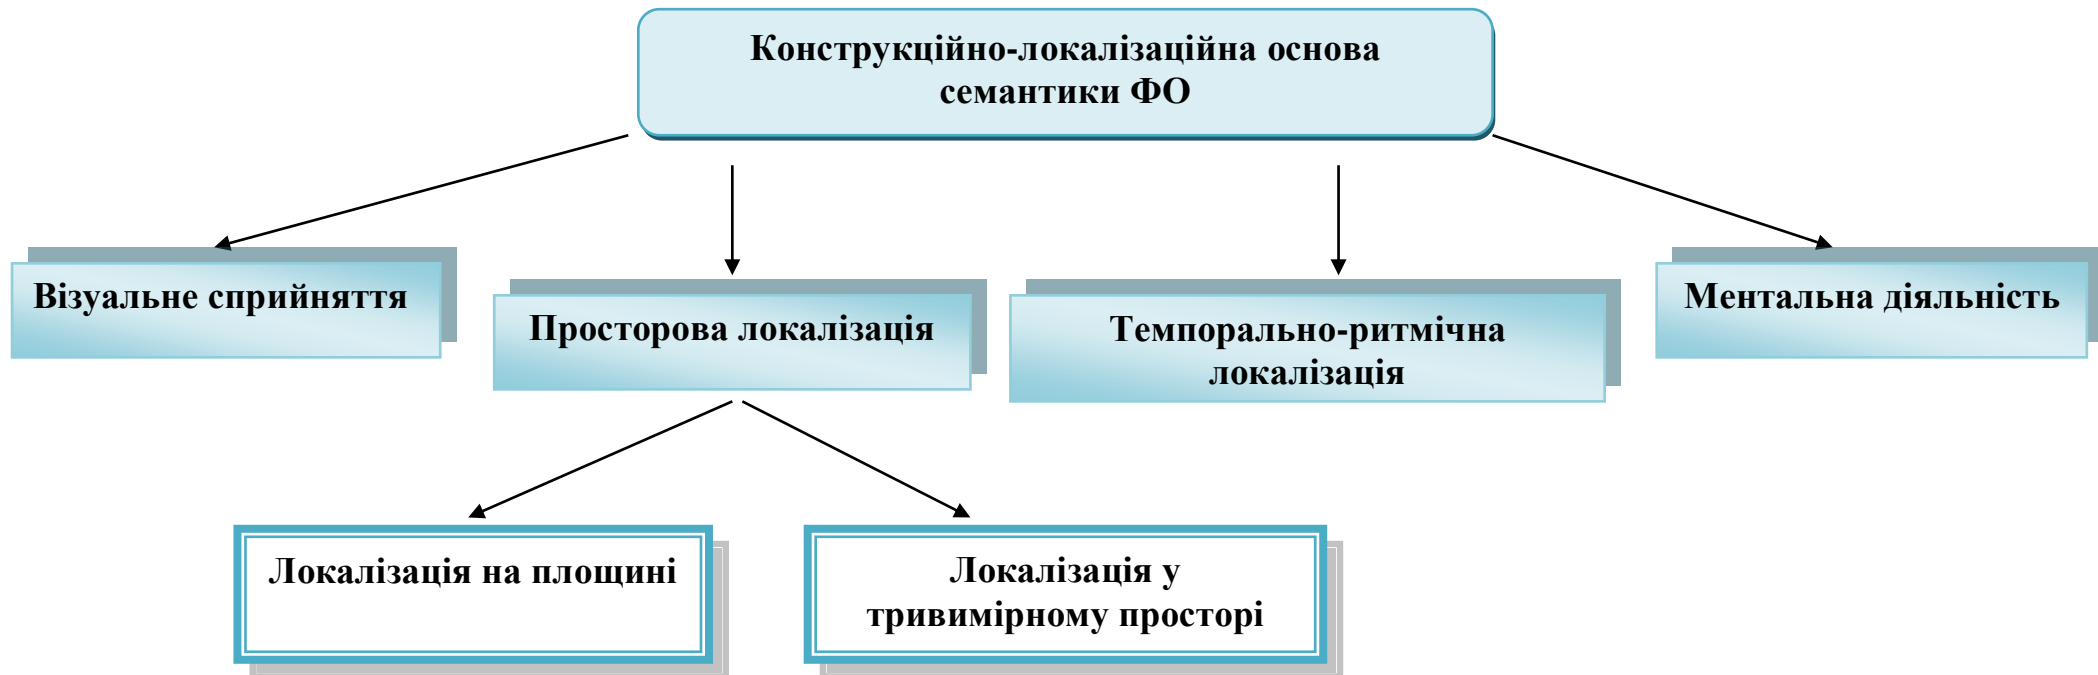 Конструкційно-локалізаційна основа
семантики ФО
Візуальне сприйняття
Просторова локалізація
Темпорально-ритмічна
локалізація
Ментальна діяльність
Локалізація на площині
Локалізація у
тривимірному просторі